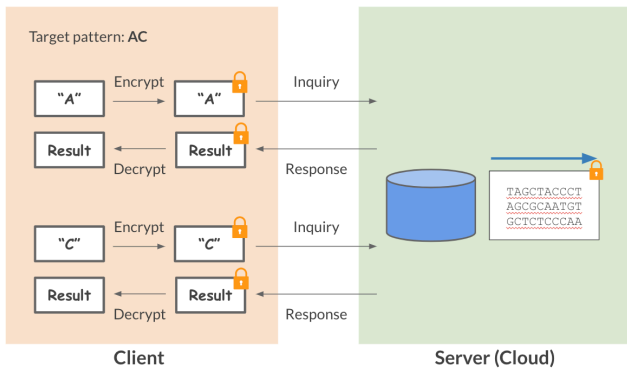 Target pattern: AC
Encrypt
Inquiry
"A"
"A"
Result
Result
Decrypt
Response
TAGCTACCCT
AGCGCAATGT
GCTCTCCCAA
Encrypt
Inquiry
"C"
"C"
Result
Result
Decrypt
Response
Client
Server (Cloud)